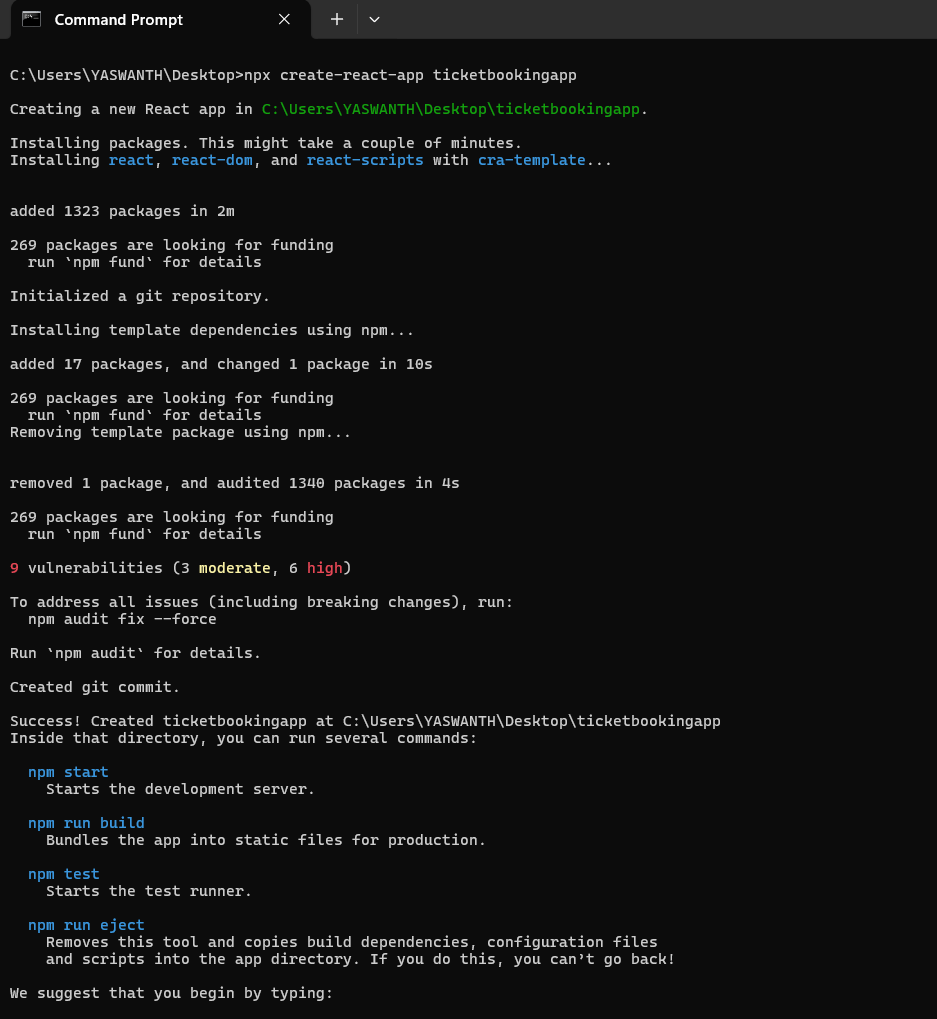 Command Prompt
C:\Users\YASWANTH\Desktop>npx create-react-app ticketbookingapp
Creating a new React app in C:\Users\YASWANTH\Desktop\ticketbookingapp.
Installing packages. This might take a couple of minutes.
Installing react, react-dom, and react-scripts with cra-template...
added 1323 packages in 2m
269 packages are looking for funding
  run `npm fund` for details
Initialized a git repository.
Installing template dependencies using npm...
added 17 packages, and changed 1 package in 10s
269 packages are looking for funding
  run `npm fund` for details
Removing template package using npm...
removed 1 package, and audited 1340 packages in 4s
269 packages are looking for funding
  run `npm fund` for details
9 vulnerabilities (3 moderate, 6 high)
To address all issues (including breaking changes), run:
  npm audit fix --force
Run `npm audit` for details.
Created git commit.
Success! Created ticketbookingapp at C:\Users\YASWANTH\Desktop\ticketbookingapp
Inside that directory, you can run several commands:
  npm start
    Starts the development server.
  npm run build
    Bundles the app into static files for production.
  npm test
    Starts the test runner.
  npm run eject
    Removes this tool and copies build dependencies, configuration files
    and scripts into the app directory. If you do this, you can’t go back!
We suggest that you begin by typing: